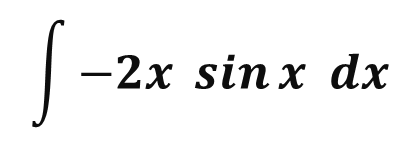 ∫ −2x sin x dx